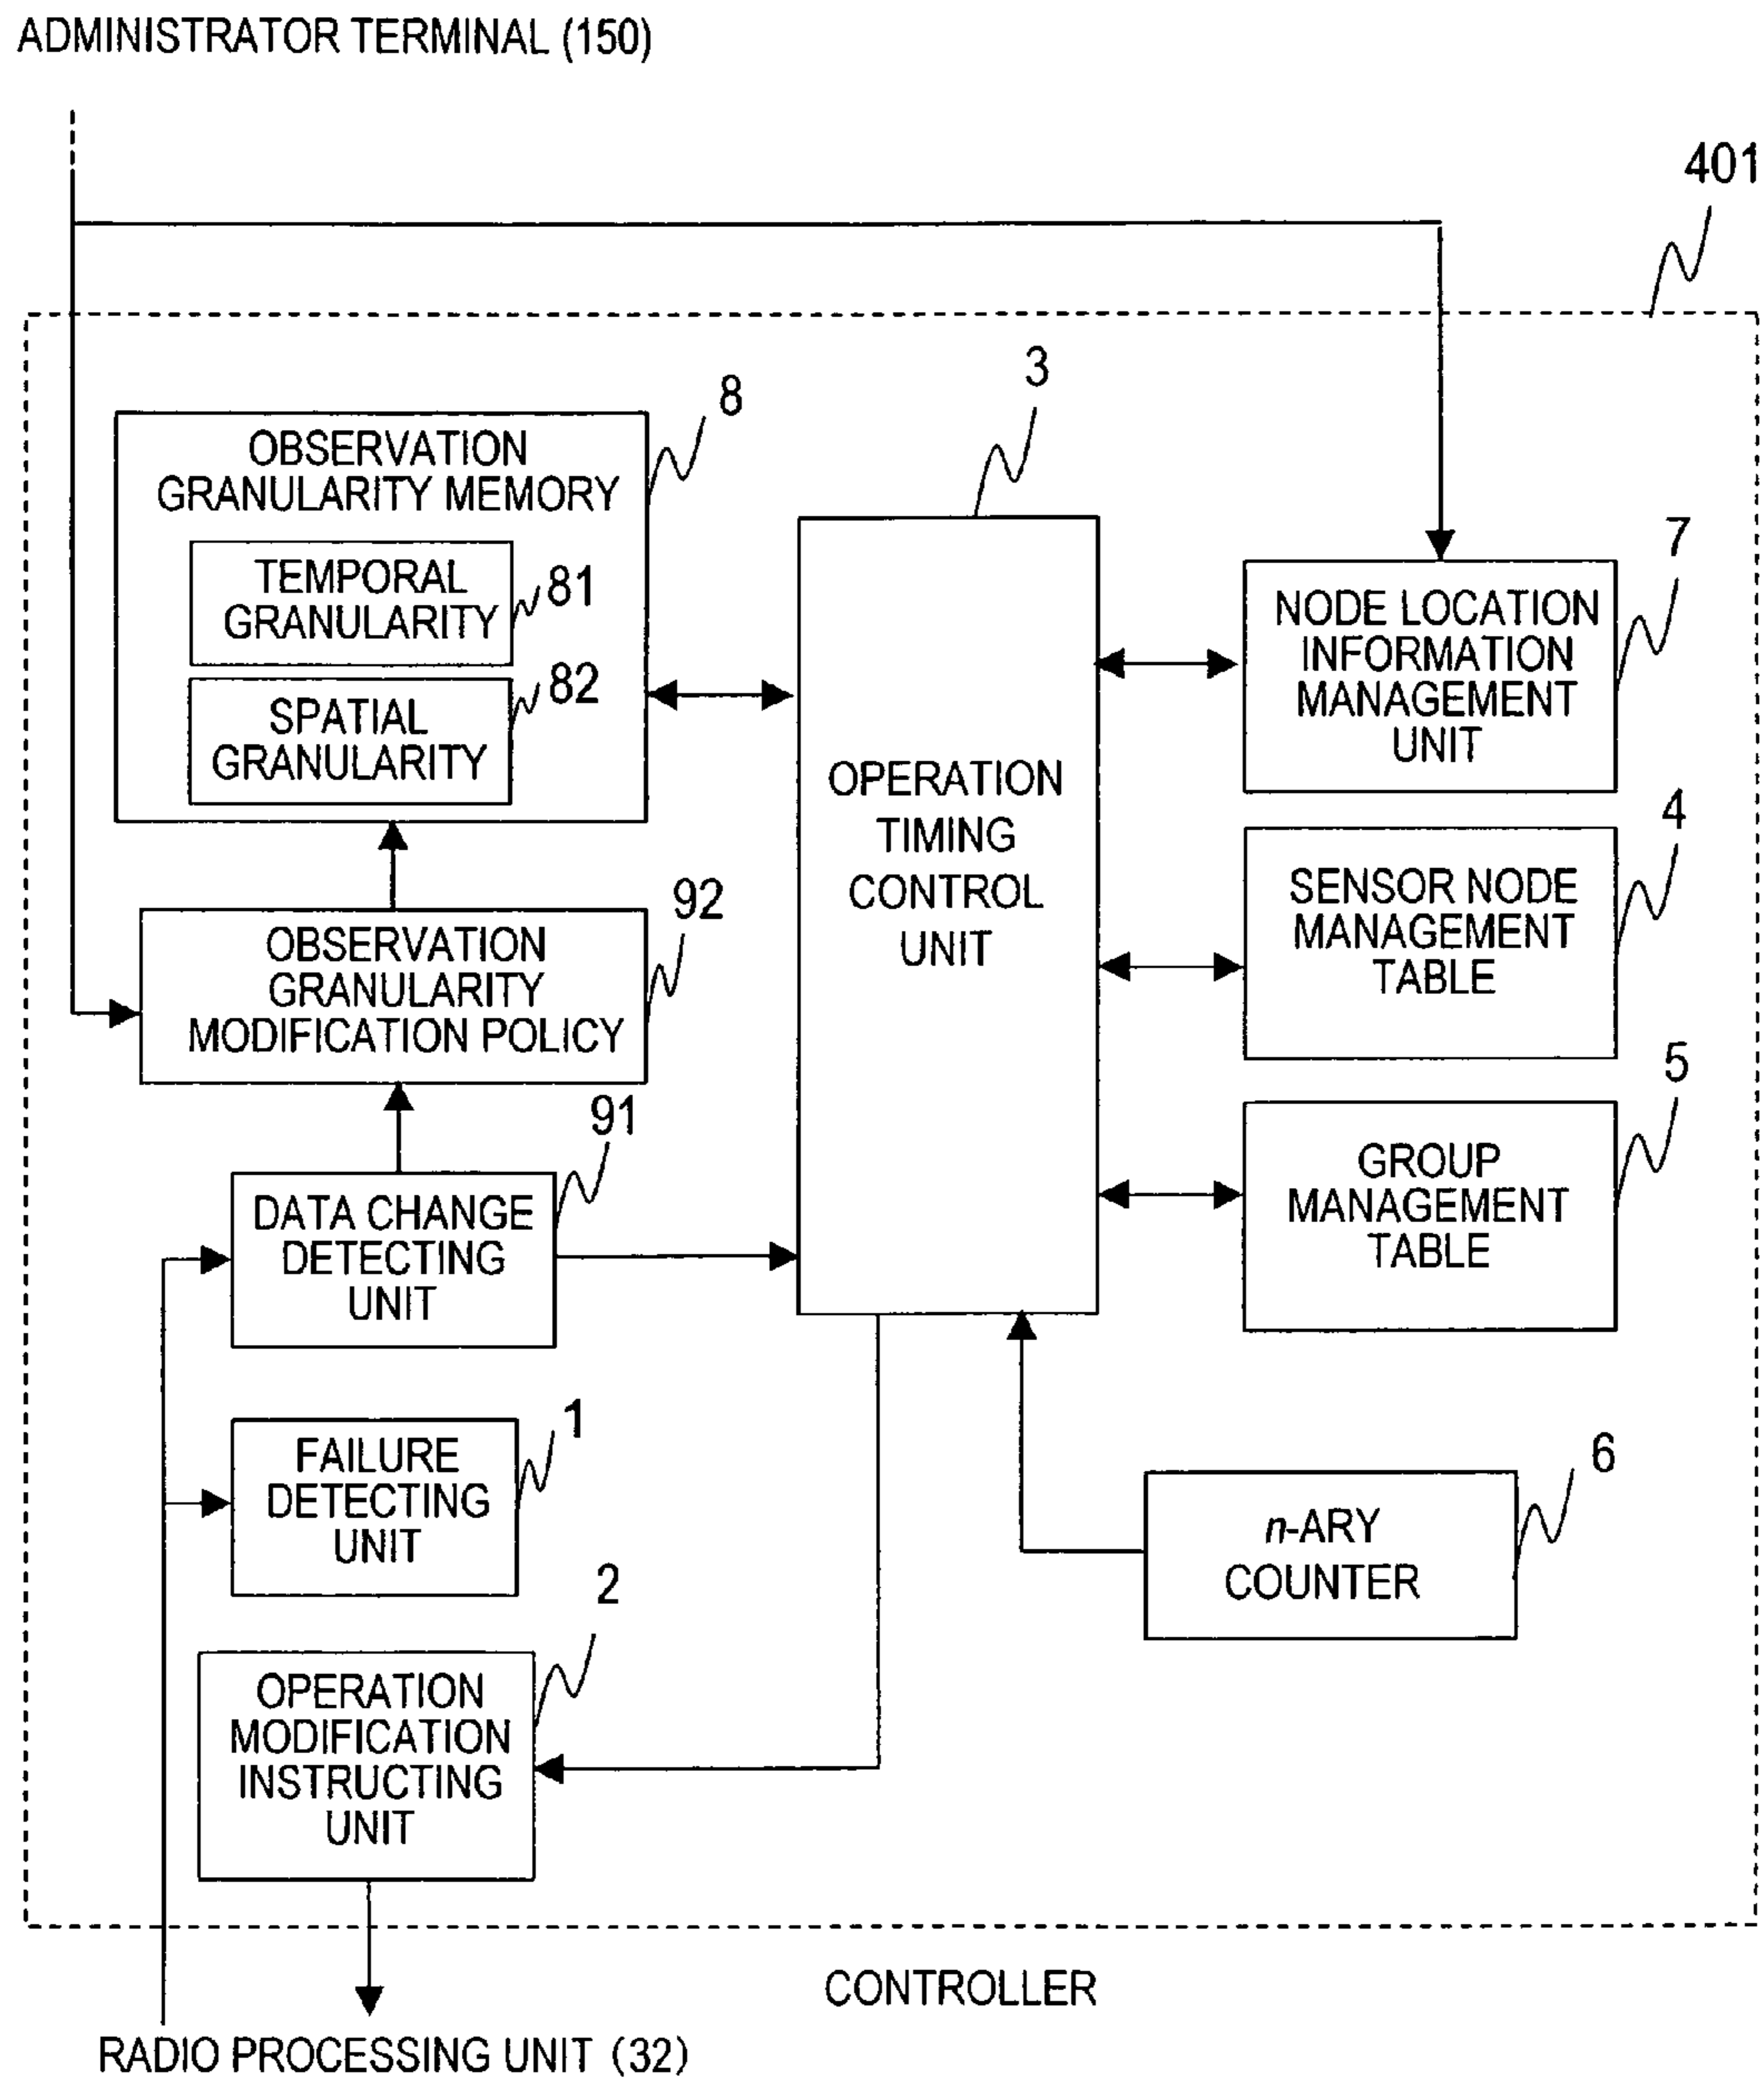 ADMINISTRATOR TERMINAL (150)
401
8
OBSERVATION
GRANULARITY MEMORY
TEMPORAL
GRANULARITY
81
SPATIAL
GRANULARITY
82
3
OPERATION
TIMING
CONTROL
UNIT
7
NODE LOCATION
INFORMATION
MANAGEMENT
UNIT
4
SENSOR NODE
MANAGEMENT
TABLE
92
OBSERVATION
GRANULARITY
MODIFICATION POLICY
5
GROUP
MANAGEMENT
TABLE
91
DATA CHANGE
DETECTING
UNIT
1
FAILURE
DETECTING
UNIT
6
n-ARY
COUNTER
2
OPERATION
MODIFICATION
INSTRUCTING
UNIT
CONTROLLER
RADIO PROCESSING UNIT (32)